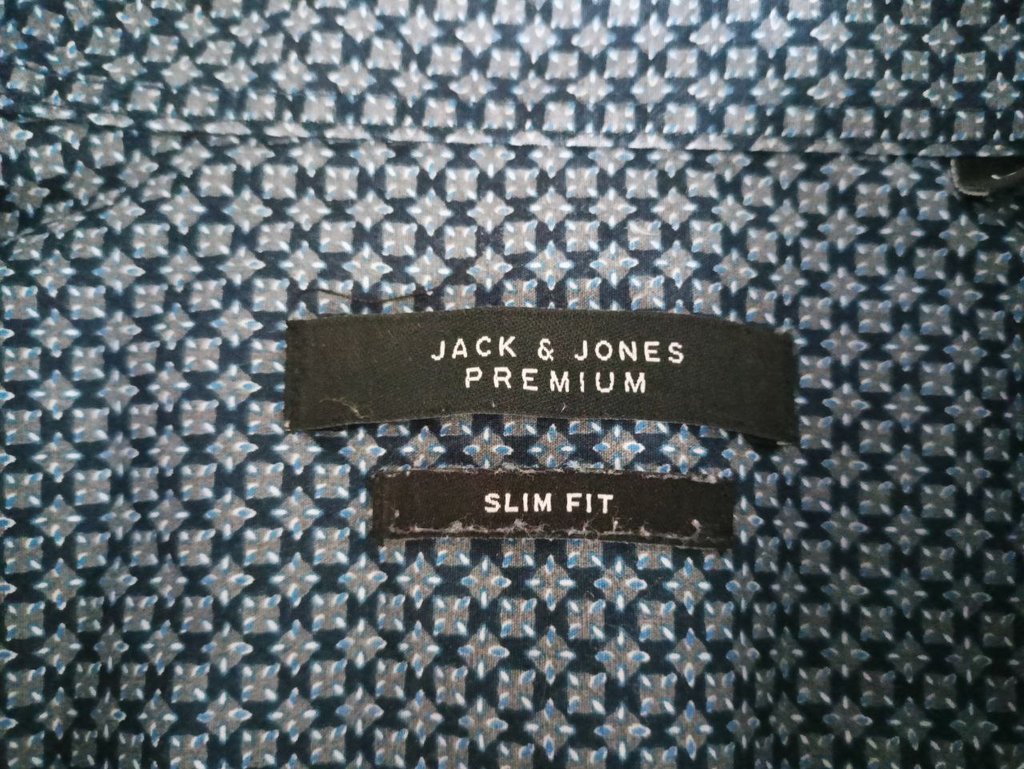 JACK & JONES
PREMIUM
SLIM FIT